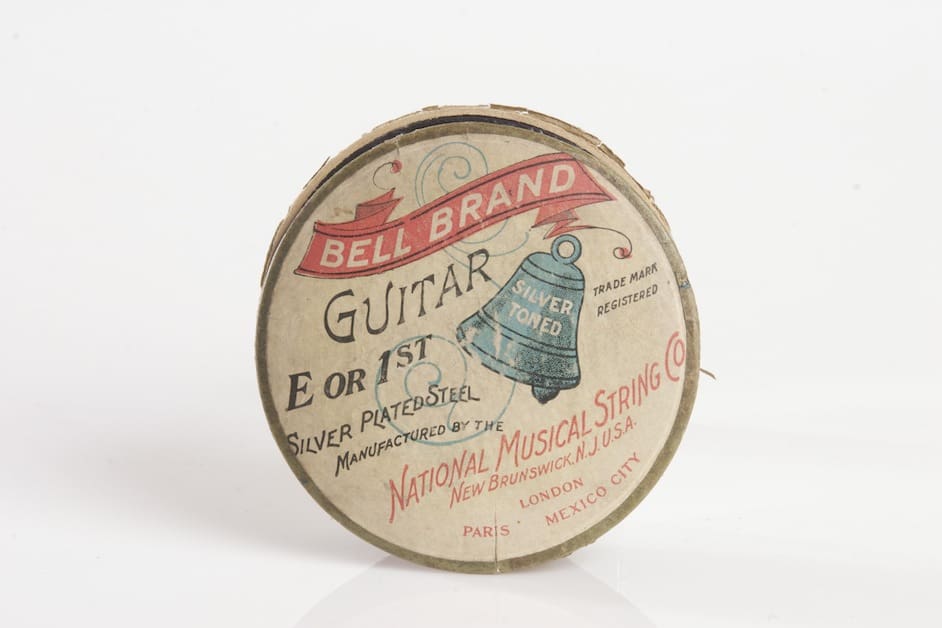 BELL BRAND
GUITAR
SILVER
TONED
TRADE MARK
REGISTERED
E OR 1ST
SILVER PLATED STEEL
MANUFACTURED BY THE
NATIONAL MUSICAL STRING CO
NEW BRUNSWICK, N.J. U.S.A.
LONDON
PARIS
MEXICO CITY